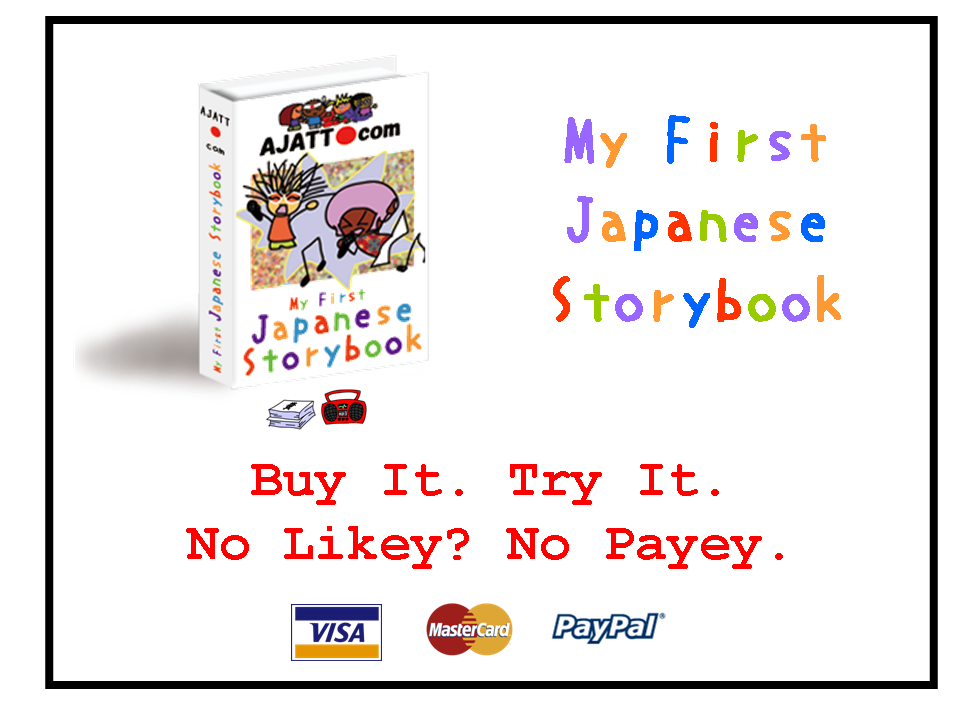 AJATT
com
My First Japanese Storybook
AJATT com
My First
Japanese
Storybook
My First
Japanese
Storybook
Buy It. Try It.
No Likey? No Payey.
VISA
MasterCard
PayPal®